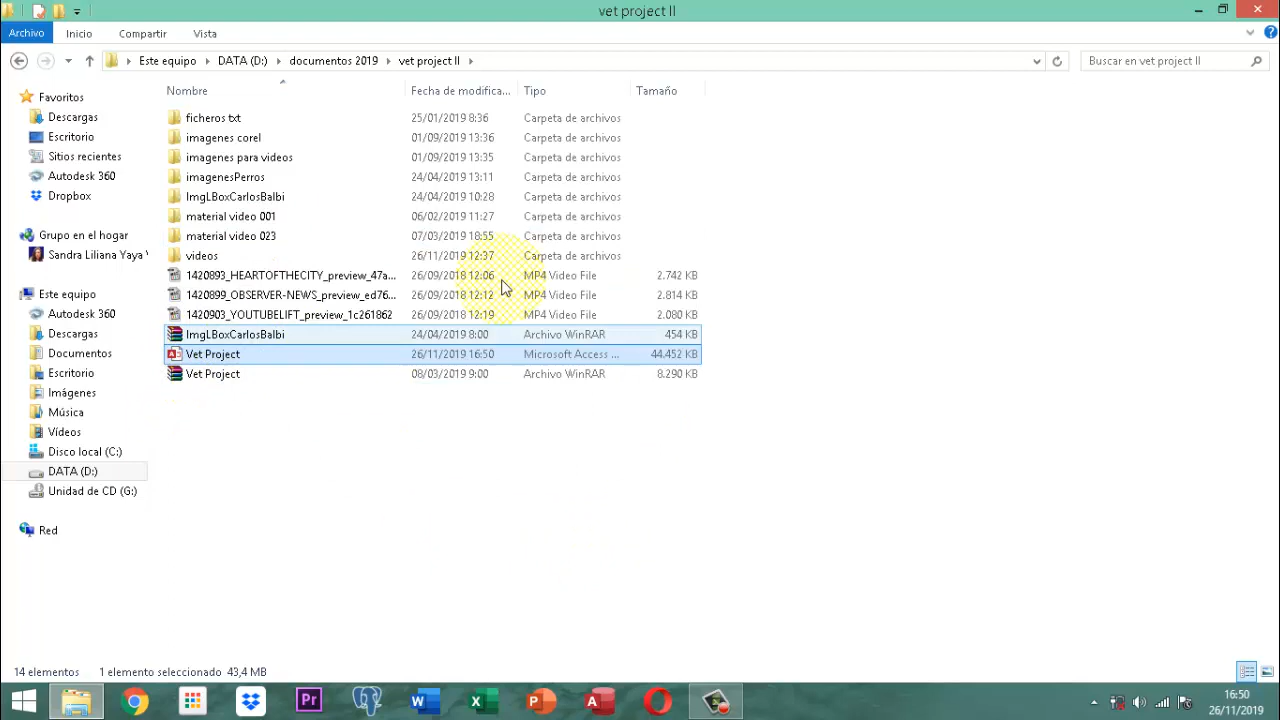 vet project II
Archivo Inicio Compartir Vista
Este equipo DATA (D:) documentos 2019 vet project II
Buscar en vet project II
Nombre Fecha de modifica... Tipo Tamaño
Favoritos
Descargas
Escritorio
Sitios recientes
Autodesk 360
Dropbox
Grupo en el hogar
Sandra Liliana Yaya
Este equipo
Autodesk 360
Descargas
Documentos
Escritorio
Imágenes
Música
Vídeos
Disco local (C:)
DATA (D:)
Unidad de CD (G:)
Red
ficheros txt 25/01/2019 8:36 Carpeta de archivos
imagenes corel 01/09/2019 13:36 Carpeta de archivos
imagenes para videos 01/09/2019 13:35 Carpeta de archivos
imagenesPerros 24/04/2019 13:11 Carpeta de archivos
ImgLBoxCarlosBalbi 24/04/2019 10:28 Carpeta de archivos
material video 001 06/02/2019 11:27 Carpeta de archivos
material video 023 07/03/2019 18:55 Carpeta de archivos
videos 26/11/2019 12:37 Carpeta de archivos
1420893_HEARTOFTHECITY_preview_47a... 26/09/2018 12:06 MP4 Video File 2.742 KB
1420899_OBSERVER-NEWS_preview_ed76... 26/09/2018 12:12 MP4 Video File 2.814 KB
1420903_YOUTUBELIFT_preview_1c261862 26/09/2018 12:19 MP4 Video File 2.080 KB
ImgLBoxCarlosBalbi 24/04/2019 8:00 Archivo WinRAR 454 KB
Vet Project 26/11/2019 16:50 Microsoft Access ... 44.452 KB
Vet Project 08/03/2019 9:00 Archivo WinRAR 8.290 KB
14 elementos 1 elemento seleccionado 43,4 MB
16:50
26/11/2019